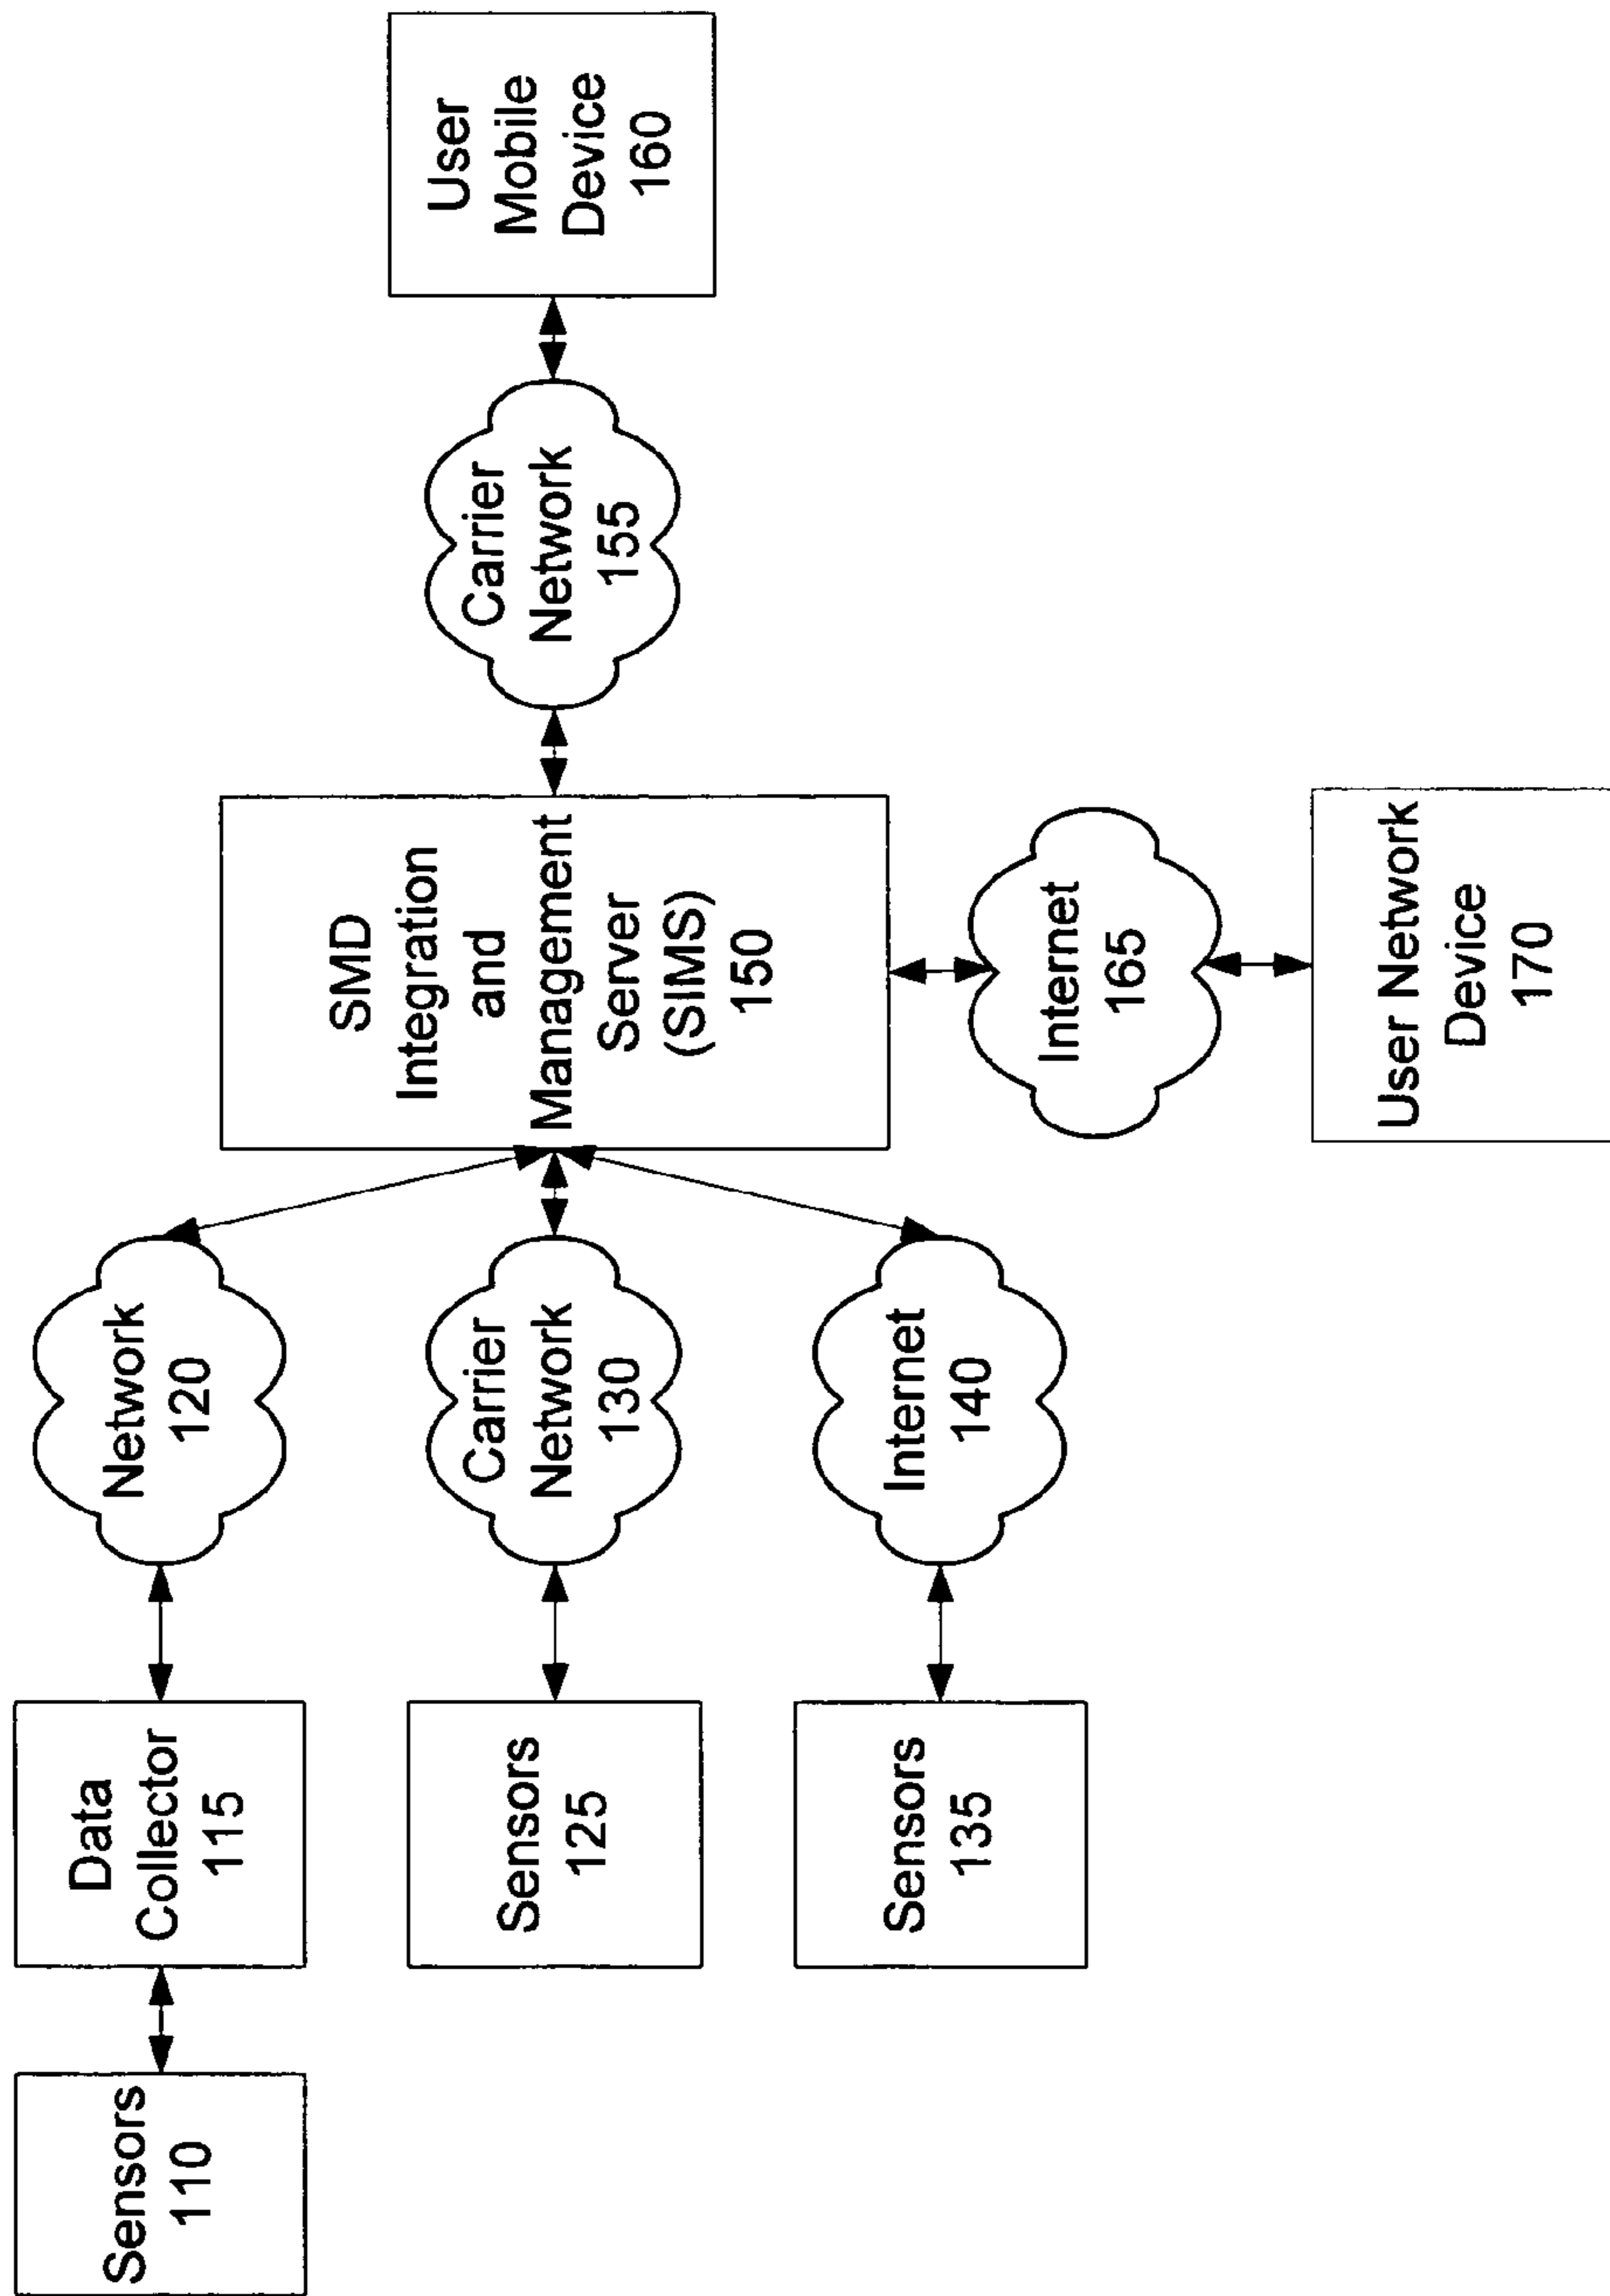 Sensors
110
Data
Collector
115
Network
120
Sensors
125
Carrier
Network
130
Sensors
135
Internet
140
SMD
Integration
and
Management
Server
(SIMS)
150
Carrier
Network
155
User
Mobile
Device
160
Internet
165
User Network
Device
170